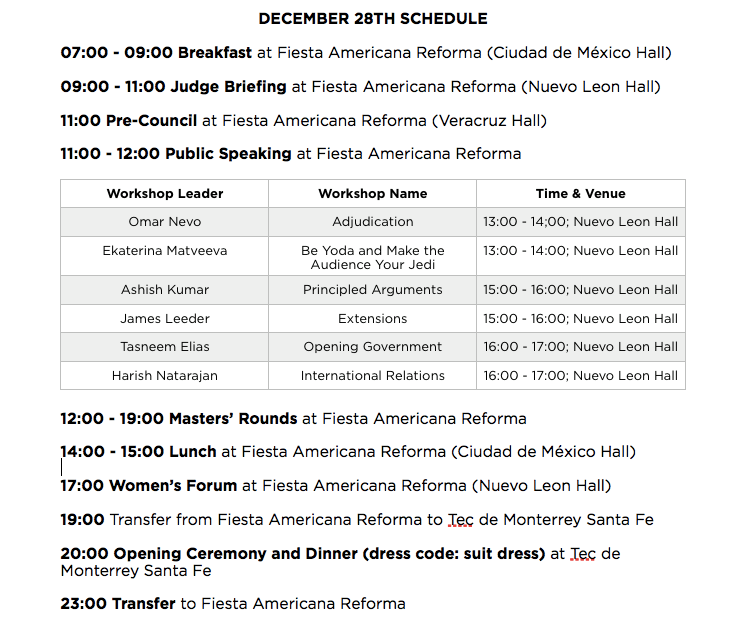 DECEMBER 28TH SCHEDULE
07:00 - 09:00 Breakfast at Fiesta Americana Reforma (Ciudad de México Hall)
09:00 - 11:00 Judge Briefing at Fiesta Americana Reforma (Nuevo Leon Hall)
11:00 Pre-Council at Fiesta Americana Reforma (Veracruz Hall)
11:00 - 12:00 Public Speaking at Fiesta Americana Reforma
Workshop Leader Workshop Name Time & Venue
Omar Nevo Adjudication 13:00 - 14;00; Nuevo Leon Hall
Ekaterina Matveeva Be Yoda and Make the 13:00 - 14:00; Nuevo Leon Hall
Audience Your Jedi
Ashish Kumar Principled Arguments 15:00 - 16:00; Nuevo Leon Hall
James Leeder Extensions 15:00 - 16:00; Nuevo Leon Hall
Tasneem Elias Opening Government 16:00 - 17:00; Nuevo Leon Hall
Harish Natarajan International Relations 16:00 - 17:00; Nuevo Leon Hall
12:00 - 19:00 Masters' Rounds at Fiesta Americana Reforma
14:00 - 15:00 Lunch at Fiesta Americana Reforma (Ciudad de México Hall)
17:00 Women's Forum at Fiesta Americana Reforma (Nuevo Leon Hall)
19:00 Transfer from Fiesta Americana Reforma to Tec de Monterrey Santa Fe
20:00 Opening Ceremony and Dinner (dress code: suit dress) at Tec de
Monterrey Santa Fe
23:00 Transfer to Fiesta Americana Reforma